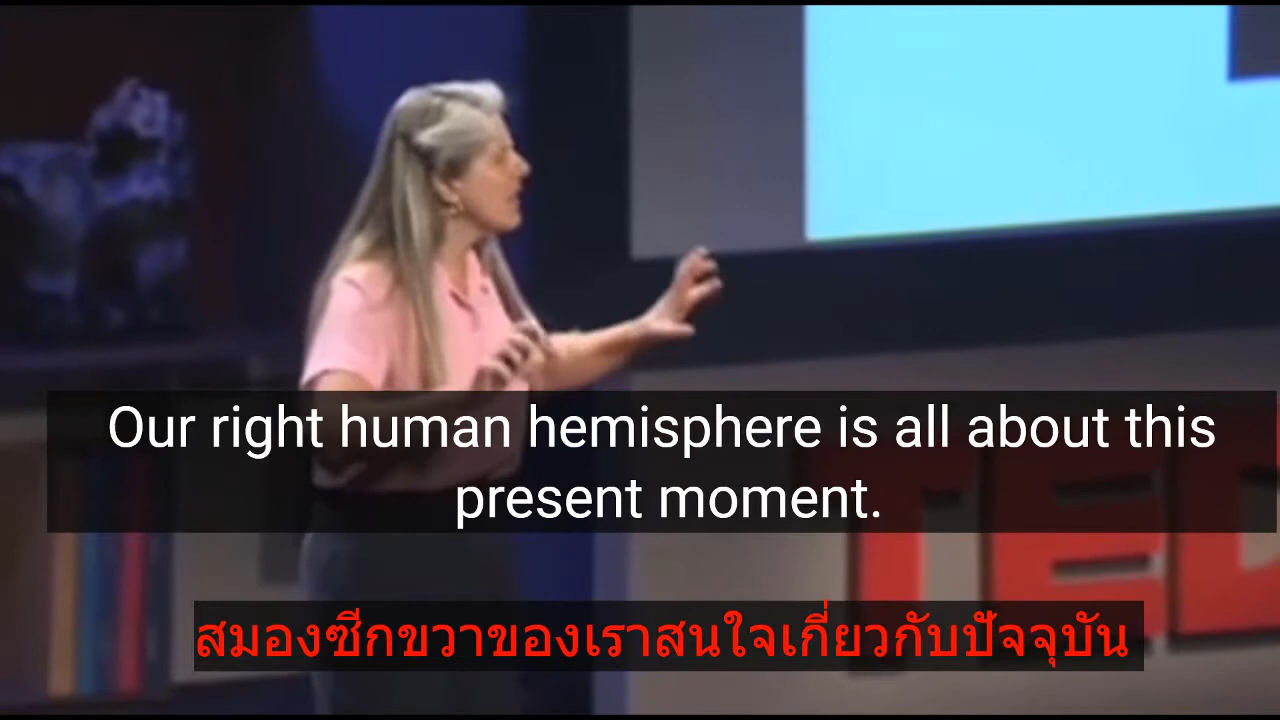 Our right human hemisphere is all about this
present moment.
สมองซีกขวาของเราสนใจเกี่ยวกับปัจจุบัน
TED